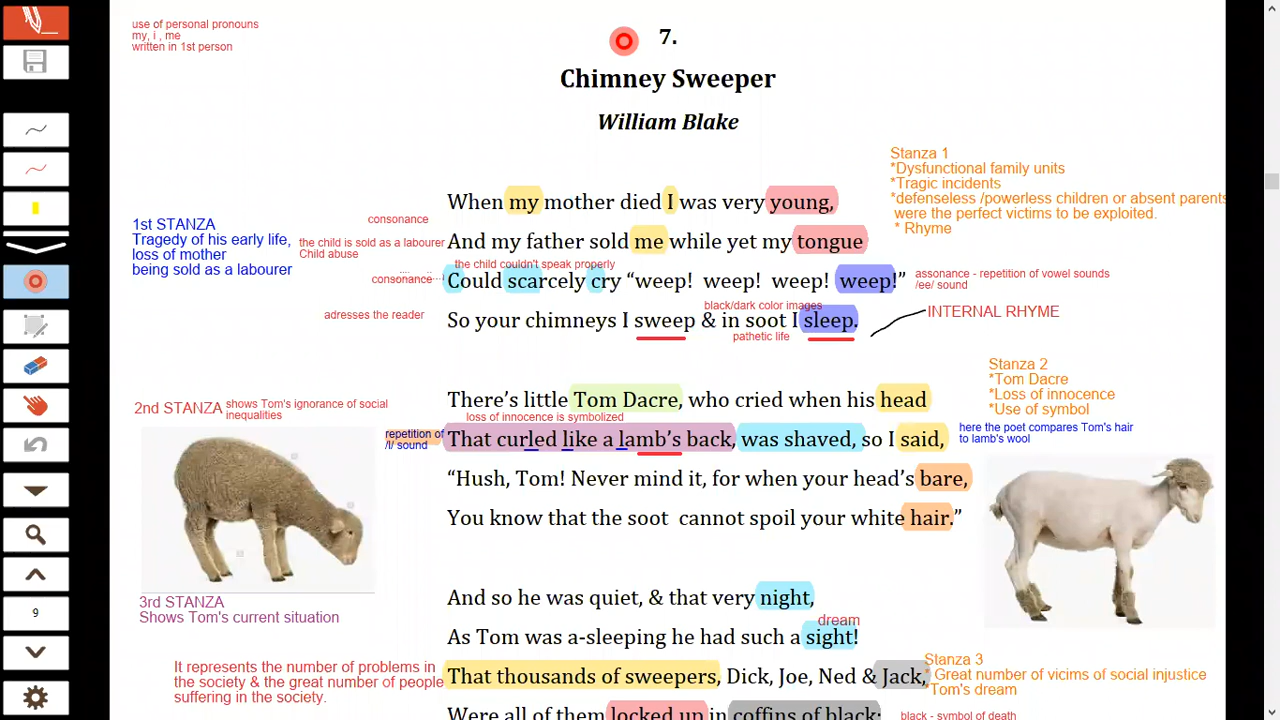 use of personal pronouns
my, i , me
written in 1st person
7.
Chimney Sweeper
William Blake
Stanza 1
*Dysfunctional family units
*Tragic incidents
*defenseless /powerless children or absent parents
were the perfect victims to be exploited.
* Rhyme
When my mother died I was very young,
1st STANZA
Tragedy of his early life,
loss of mother
being sold as a labourer
consonance
the child is sold as a labourer
Child abuse
And my father sold me while yet my tongue
the child couldn't speak properly
consonance
Could scarcely cry “weep! weep! weep! weep!”
assonance - repetition of vowel sounds
/ee/ sound
black/dark color images
adresses the reader
So your chimneys I sweep & in soot I sleep.
INTERNAL RHYME
pathetic life
Stanza 2
*Tom Dacre
*Loss of innocence
*Use of symbol
There’s little Tom Dacre, who cried when his head
2nd STANZA
shows Tom's ignorance of social
inequalities
loss of innocence is symbolized
repetition of
/l/ sound
That curled like a lamb’s back, was shaved, so I said,
here the poet compares Tom's hair
to lamb's wool
“Hush, Tom! Never mind it, for when your head’s bare,
You know that the soot cannot spoil your white hair.”
3rd STANZA
Shows Tom's current situation
And so he was quiet, & that very night,
dream
As Tom was a-sleeping he had such a sight!
It represents the number of problems in
the society & the great number of people
suffering in the society.
Stanza 3
* Great number of vicims of social injustice
*Tom's dream
That thousands of sweepers, Dick, Joe, Ned & Jack,
Were all of them locked up in coffins of black;
black - symbol of death
9